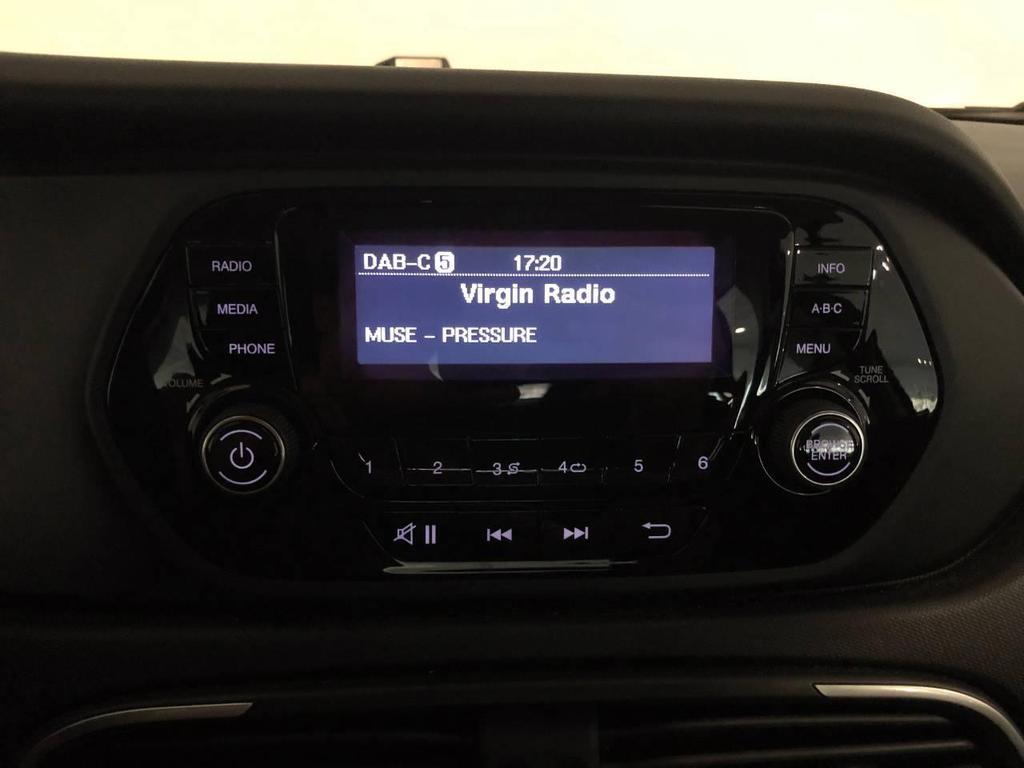 RADIO
MEDIA
PHONE
VOLUME
DAB-C 5 17:20
Virgin Radio
MUSE - PRESSURE
INFO
A·B·C
MENU
TUNE
SCROLL
BROWSE
ENTER
1 2 3 4 5 6